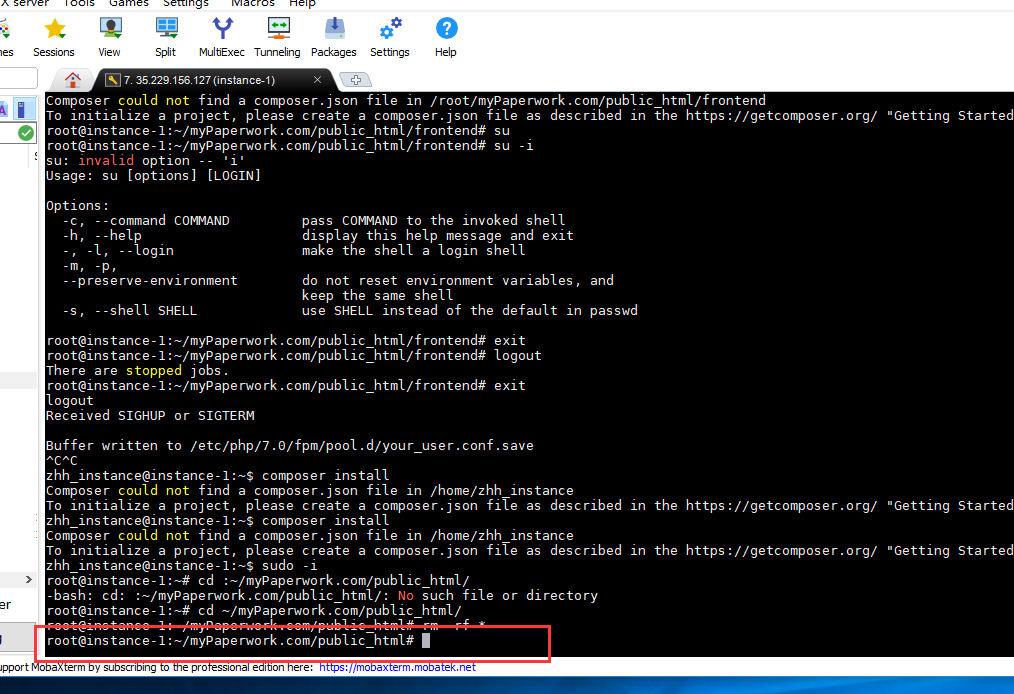 X server Tools Games Settings Macros Help
Sessions View Split MultiExec Tunneling Packages Settings Help
7. 35.229.156.127 (instance-1)
Composer could not find a composer.json file in /root/myPaperwork.com/public_html/frontend
To initialize a project, please create a composer.json file as described in the https://getcomposer.org/ "Getting Started
root@instance-1:~/myPaperwork.com/public_html/frontend# su
root@instance-1:~/myPaperwork.com/public_html/frontend# su -i
su: invalid option -- 'i'
Usage: su [options] [LOGIN]
Options:
-c, --command COMMAND pass COMMAND to the invoked shell
-h, --help display this help message and exit
-, -l, --login make the shell a login shell
-m, -p,
--preserve-environment do not reset environment variables, and
keep the same shell
-s, --shell SHELL use SHELL instead of the default in passwd
root@instance-1:~/myPaperwork.com/public_html/frontend# exit
root@instance-1:~/myPaperwork.com/public_html/frontend# logout
There are stopped jobs.
root@instance-1:~/myPaperwork.com/public_html/frontend# exit
logout
Received SIGHUP or SIGTERM
Buffer written to /etc/php/7.0/fpm/pool.d/your_user.conf.save
^C^C
zhh_instance@instance-1:~$ composer install
Composer could not find a composer.json file in /home/zhh_instance
To initialize a project, please create a composer.json file as described in the https://getcomposer.org/ "Getting Started
zhh_instance@instance-1:~$ composer install
Composer could not find a composer.json file in /home/zhh_instance
To initialize a project, please create a composer.json file as described in the https://getcomposer.org/ "Getting Started
zhh_instance@instance-1:~$ sudo -i
root@instance-1:~# cd :~/myPaperwork.com/public_html/
-bash: cd: :~/myPaperwork.com/public_html/: No such file or directory
root@instance-1:~# cd ~/myPaperwork.com/public_html/
root@instance-1:~/myPaperwork.com/public_html# rm -rf *
root@instance-1:~/myPaperwork.com/public_html#
upport MobaXterm by subscribing to the professional edition here: https://mobaxterm.mobatek.net